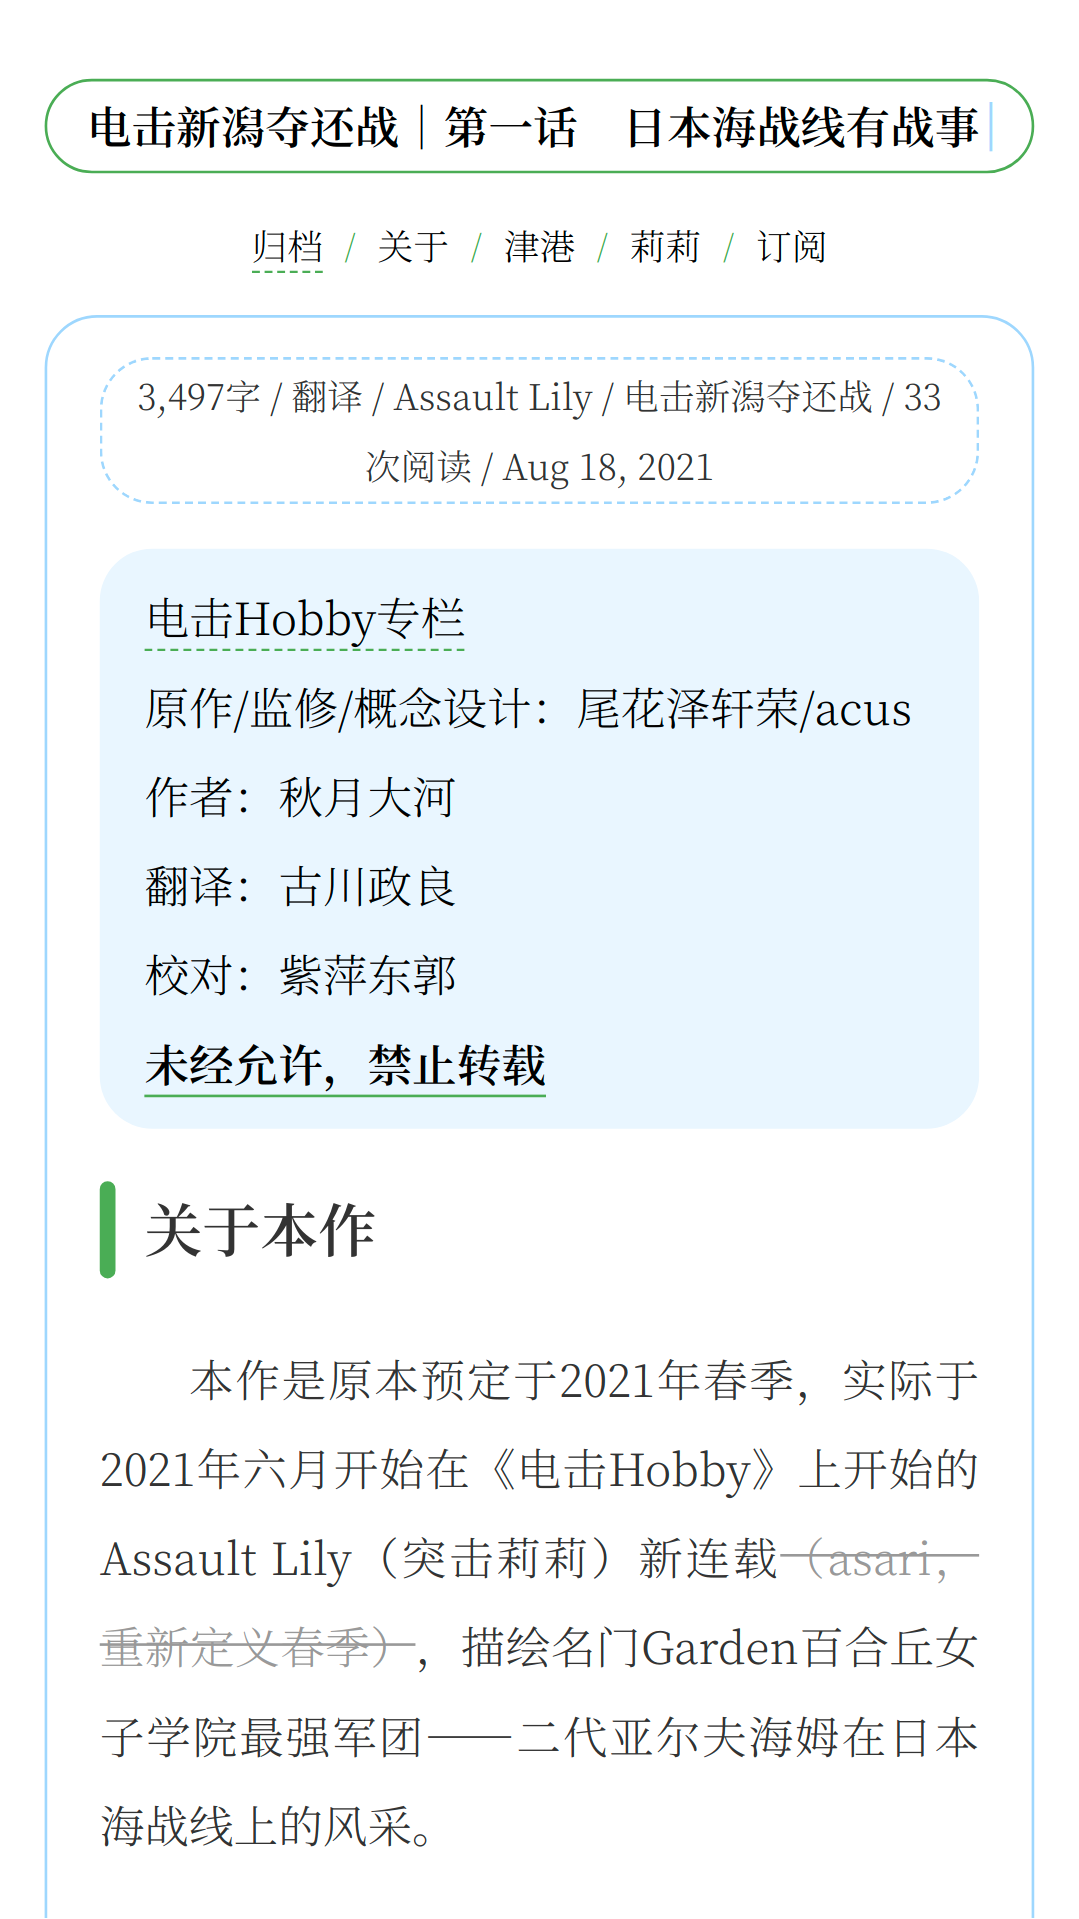 电击新潟夺还战｜第一话　日本海战线有战事
归档 / 关于 / 津港 / 莉莉 / 订阅
3,497字 / 翻译 / Assault Lily / 电击新潟夺还战 / 33
次阅读 / Aug 18, 2021
电击Hobby专栏
原作/监修/概念设计：尾花泽轩荣/acus
作者：秋月大河
翻译：古川政良
校对：紫萍东郭
未经允许，禁止转载
关于本作
本作是原本预定于2021年春季，实际于
2021年六月开始在《电击Hobby》上开始的
Assault Lily（突击莉莉）新连载（asari，
重新定义春季），描绘名门Garden百合丘女
子学院最强军团——二代亚尔夫海姆在日本
海战线上的风采。